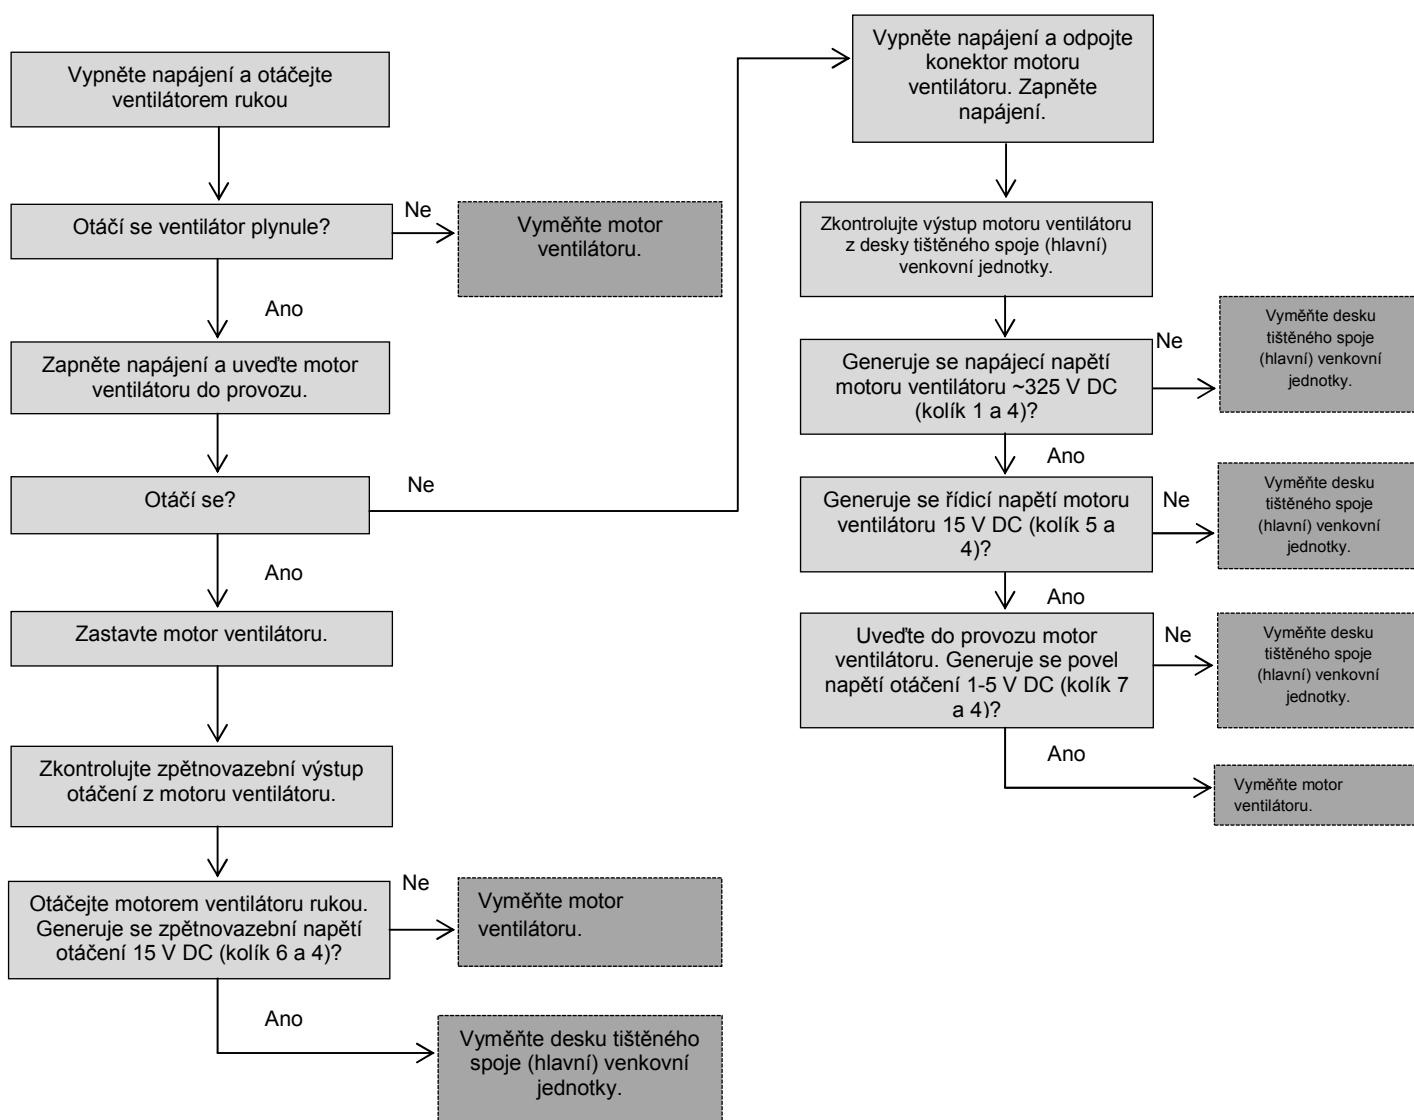 Vypněte napájení a otáčejte
ventilátorem rukou
Otáčí se ventilátor plynule?
Ne
Vyměňte motor
ventilátoru.
Ano
Zapněte napájení a uveďte motor
ventilátoru do provozu.
Otáčí se?
Ne
Ano
Zastavte motor ventilátoru.
Zkontrolujte zpětnovazební výstup
otáčení z motoru ventilátoru.
Otáčejte motorem ventilátoru rukou.
Generuje se zpětnovazební napětí
otáčení 15 V DC (kolík 6 a 4)?
Ne
Vyměňte motor
ventilátoru.
Ano
Vyměňte desku tištěného
spoje (hlavní) venkovní
jednotky.
Vypněte napájení a odpojte
konektor motoru
ventilátoru. Zapněte
napájení.
Zkontrolujte výstup motoru ventilátoru
z desky tištěného spoje (hlavní)
venkovní jednotky.
Generuje se napájecí napětí
motoru ventilátoru ~325 V DC
(kolík 1 a 4)?
Ne
Vyměňte desku
tištěného spoje
(hlavní) venkovní
jednotky.
Ano
Generuje se řídicí napětí motoru
ventilátoru 15 V DC (kolík 5 a
4)?
Ne
Vyměňte desku
tištěného spoje
(hlavní) venkovní
jednotky.
Ano
Uveďte do provozu motor
ventilátoru. Generuje se povel
napětí otáčení 1-5 V DC (kolík 7
a 4)?
Ne
Vyměňte desku
tištěného spoje
(hlavní) venkovní
jednotky.
Ano
Vyměňte motor
ventilátoru.